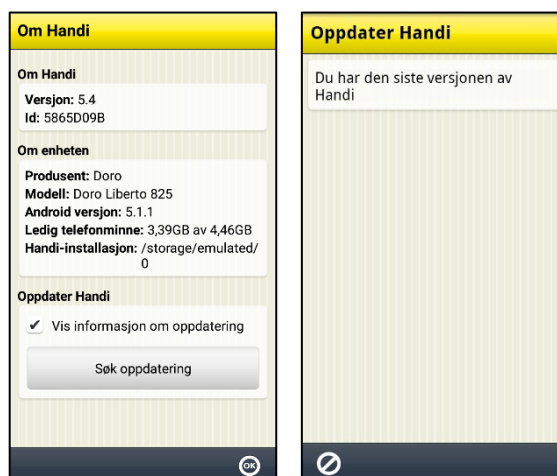 Om Handi
Om Handi
Versjon: 5.4
Id: 5865D09B
Om enheten
Produsent: Doro
Modell: Doro Liberto 825
Android versjon: 5.1.1
Ledig telefonminne: 3,39GB av 4,46GB
Handi-installasjon: /storage/emulated/
0
Oppdater Handi
✔ Vis informasjon om oppdatering
Søk oppdatering
OK
Oppdater Handi
Du har den siste versjonen av
Handi